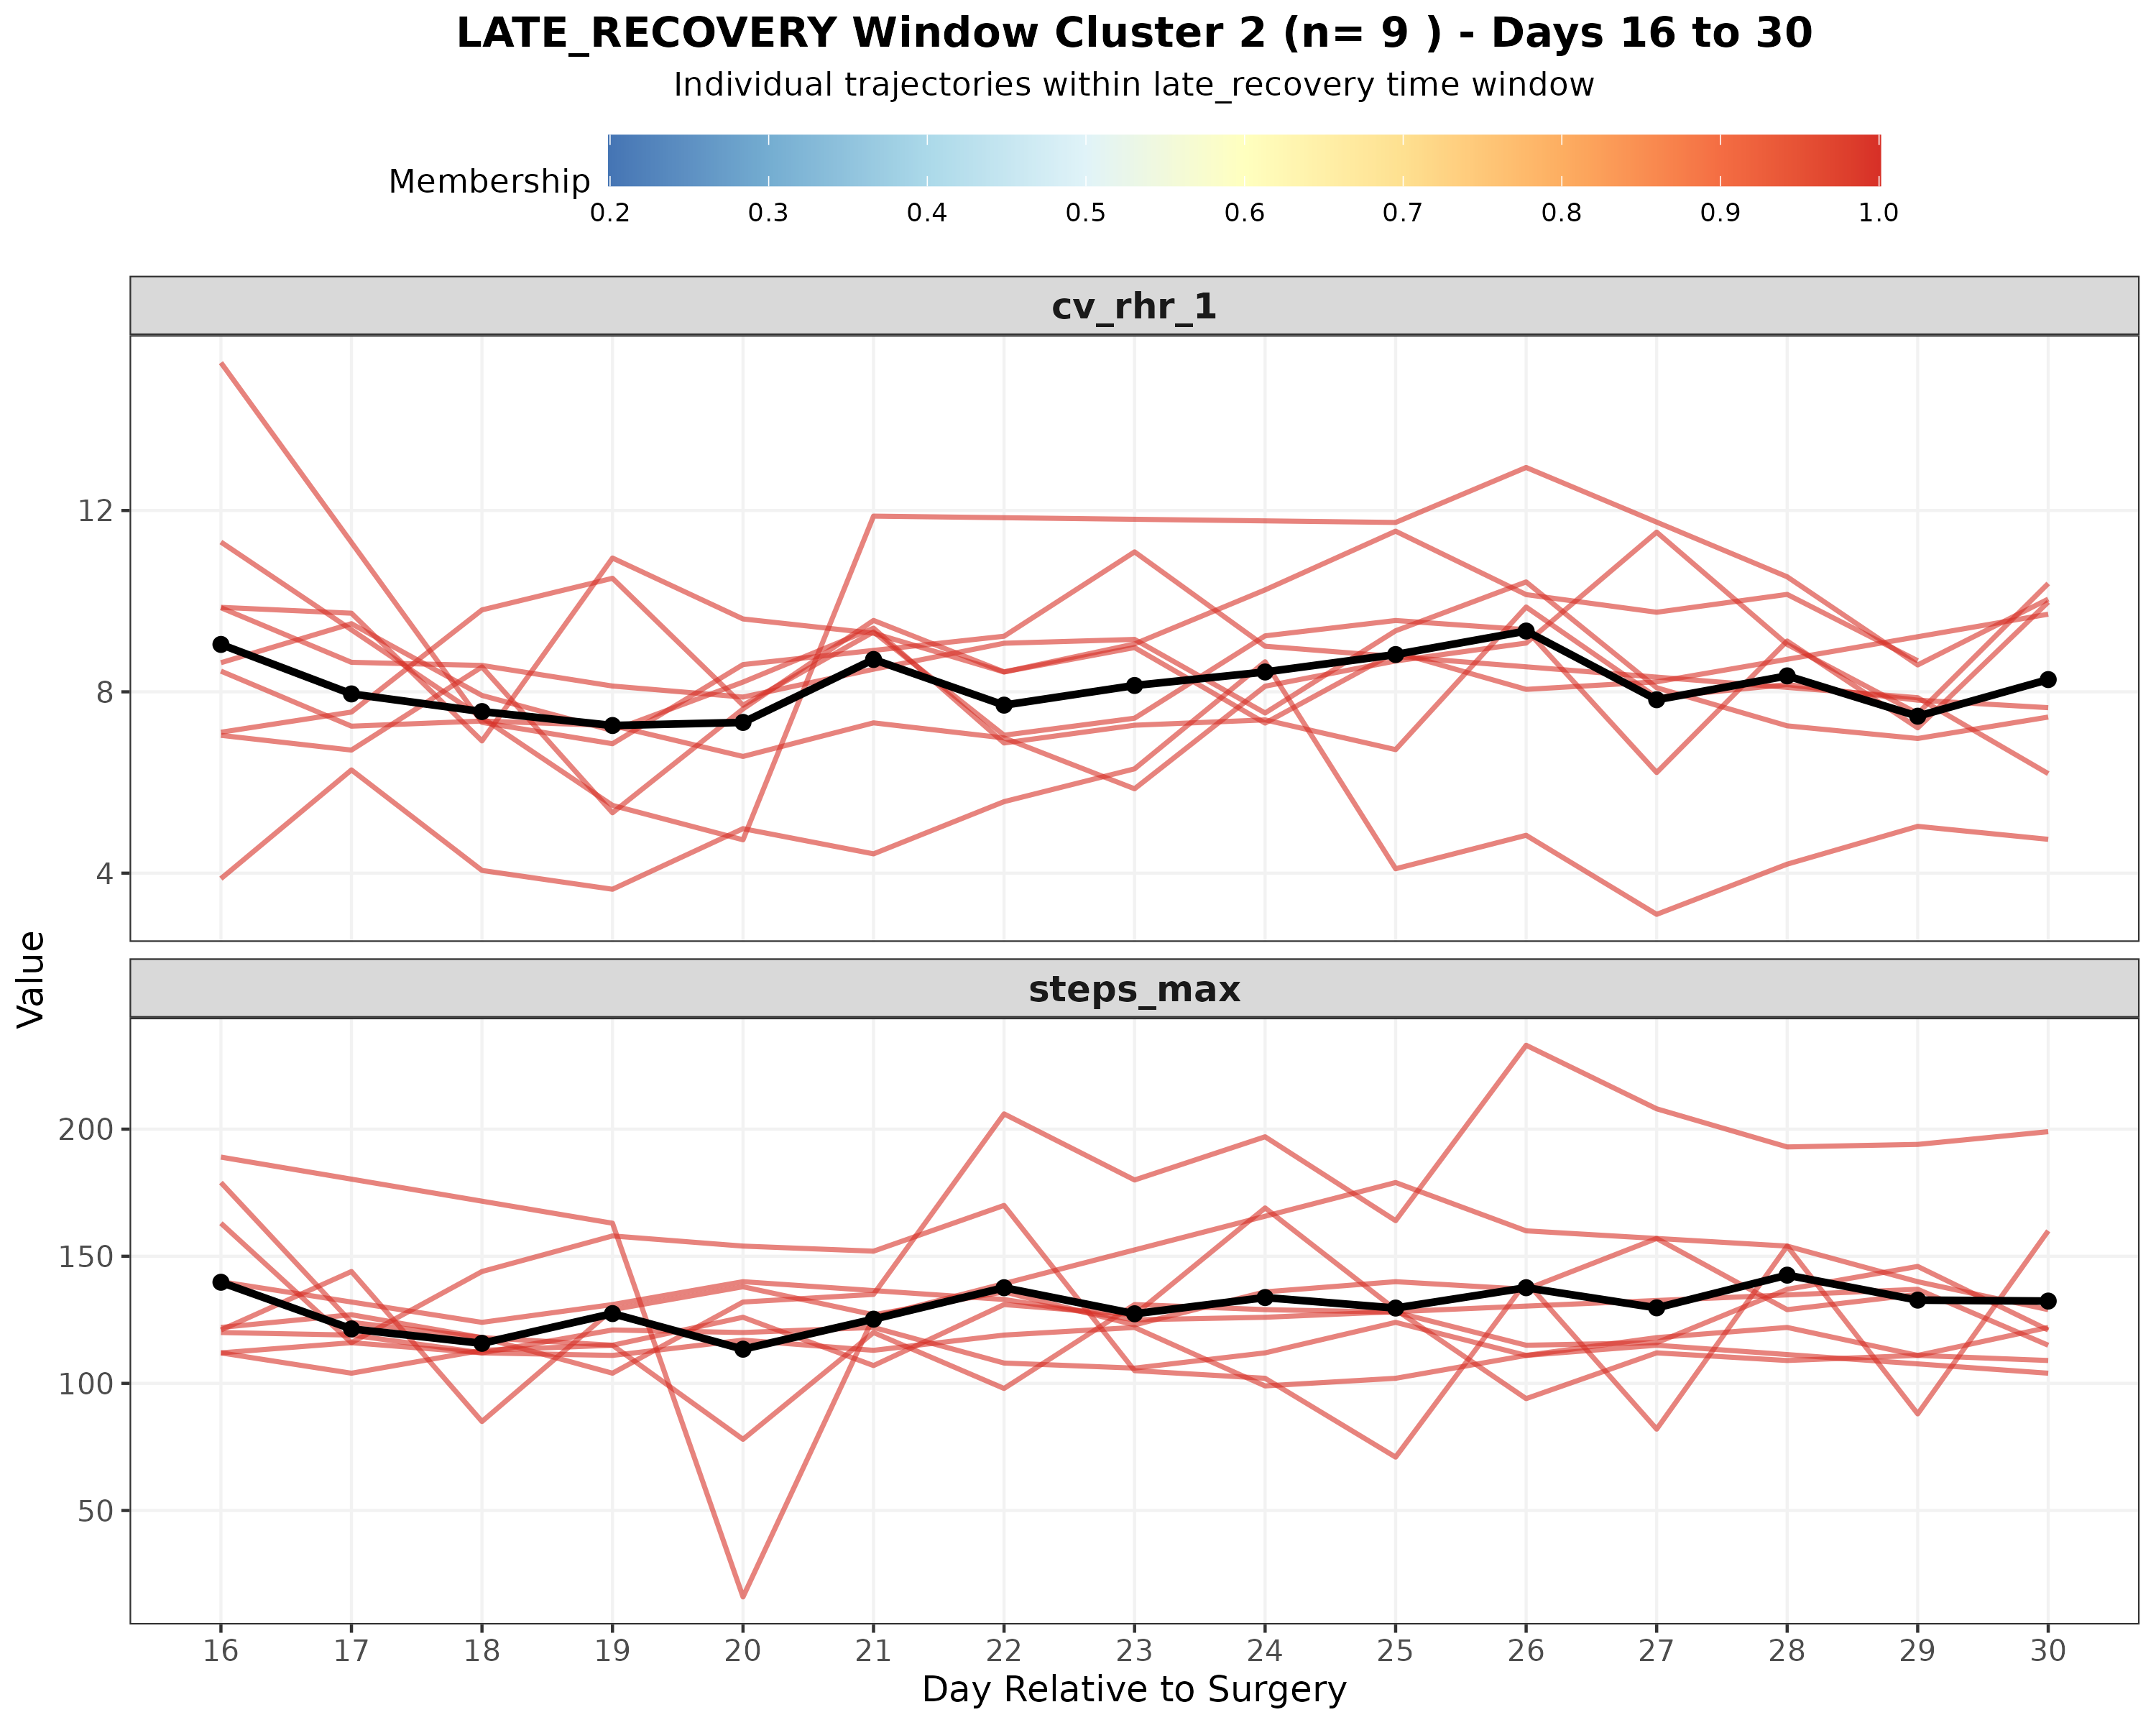 LATE_RECOVERY Window Cluster 2 (n= 9 ) - Days 16 to 30
Individual trajectories within late_recovery time window
Membership
0.2 0.3 0.4 0.5 0.6 0.7 0.8 0.9 1.0
cv_rhr_1
12
8
4
Value
steps_max
200
150
100
50
16 17 18 19 20 21 22 23 24 25 26 27 28 29 30
Day Relative to Surgery